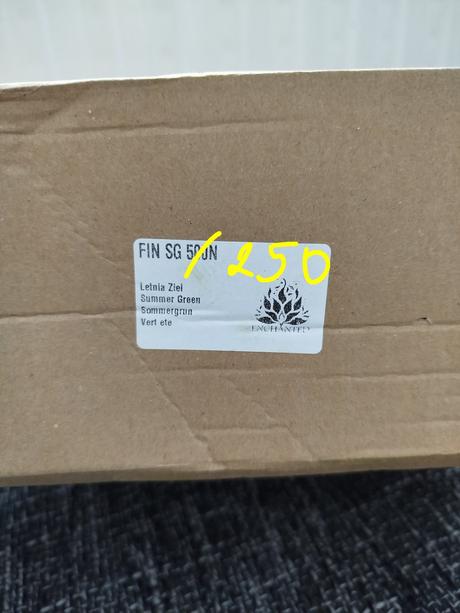 FIN SG 500N
/250
Letnia Ziel
Summer Green
Sommergrun
Vert ete
ENCHANTED